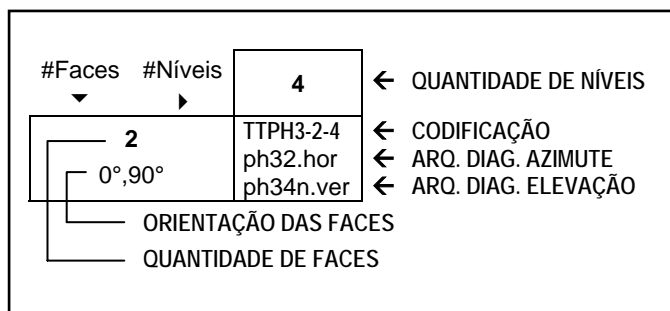 #Faces #Níveis 4 QUANTIDADE DE NÍVEIS
2 TTPH3-2-4 CODIFICAÇÃO
0°,90° ph32.hor ARQ. DIAG. AZIMUTE
ph34n.ver ARQ. DIAG. ELEVAÇÃO
ORIENTAÇÃO DAS FACES
QUANTIDADE DE FACES